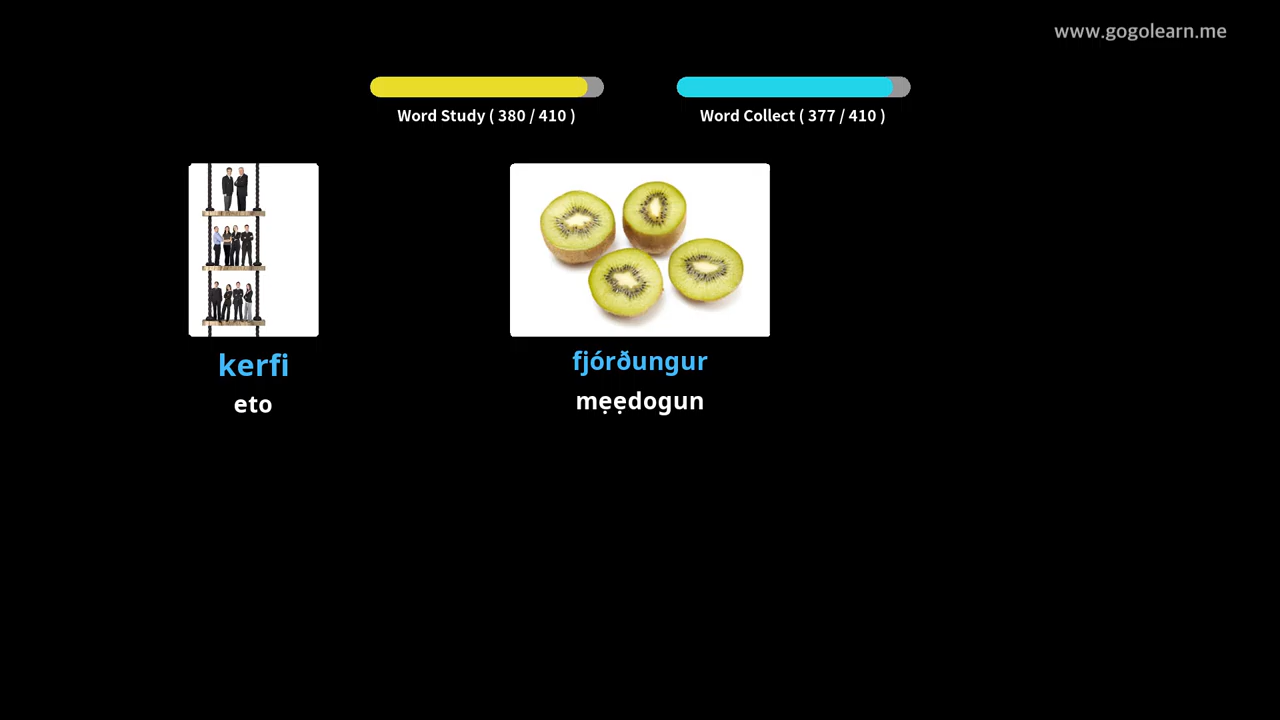 www.gogolearn.me
Word Study ( 380 / 410 )
Word Collect ( 377 / 410 )
kerfi
eto
fjórðungur
mẹẹdogun